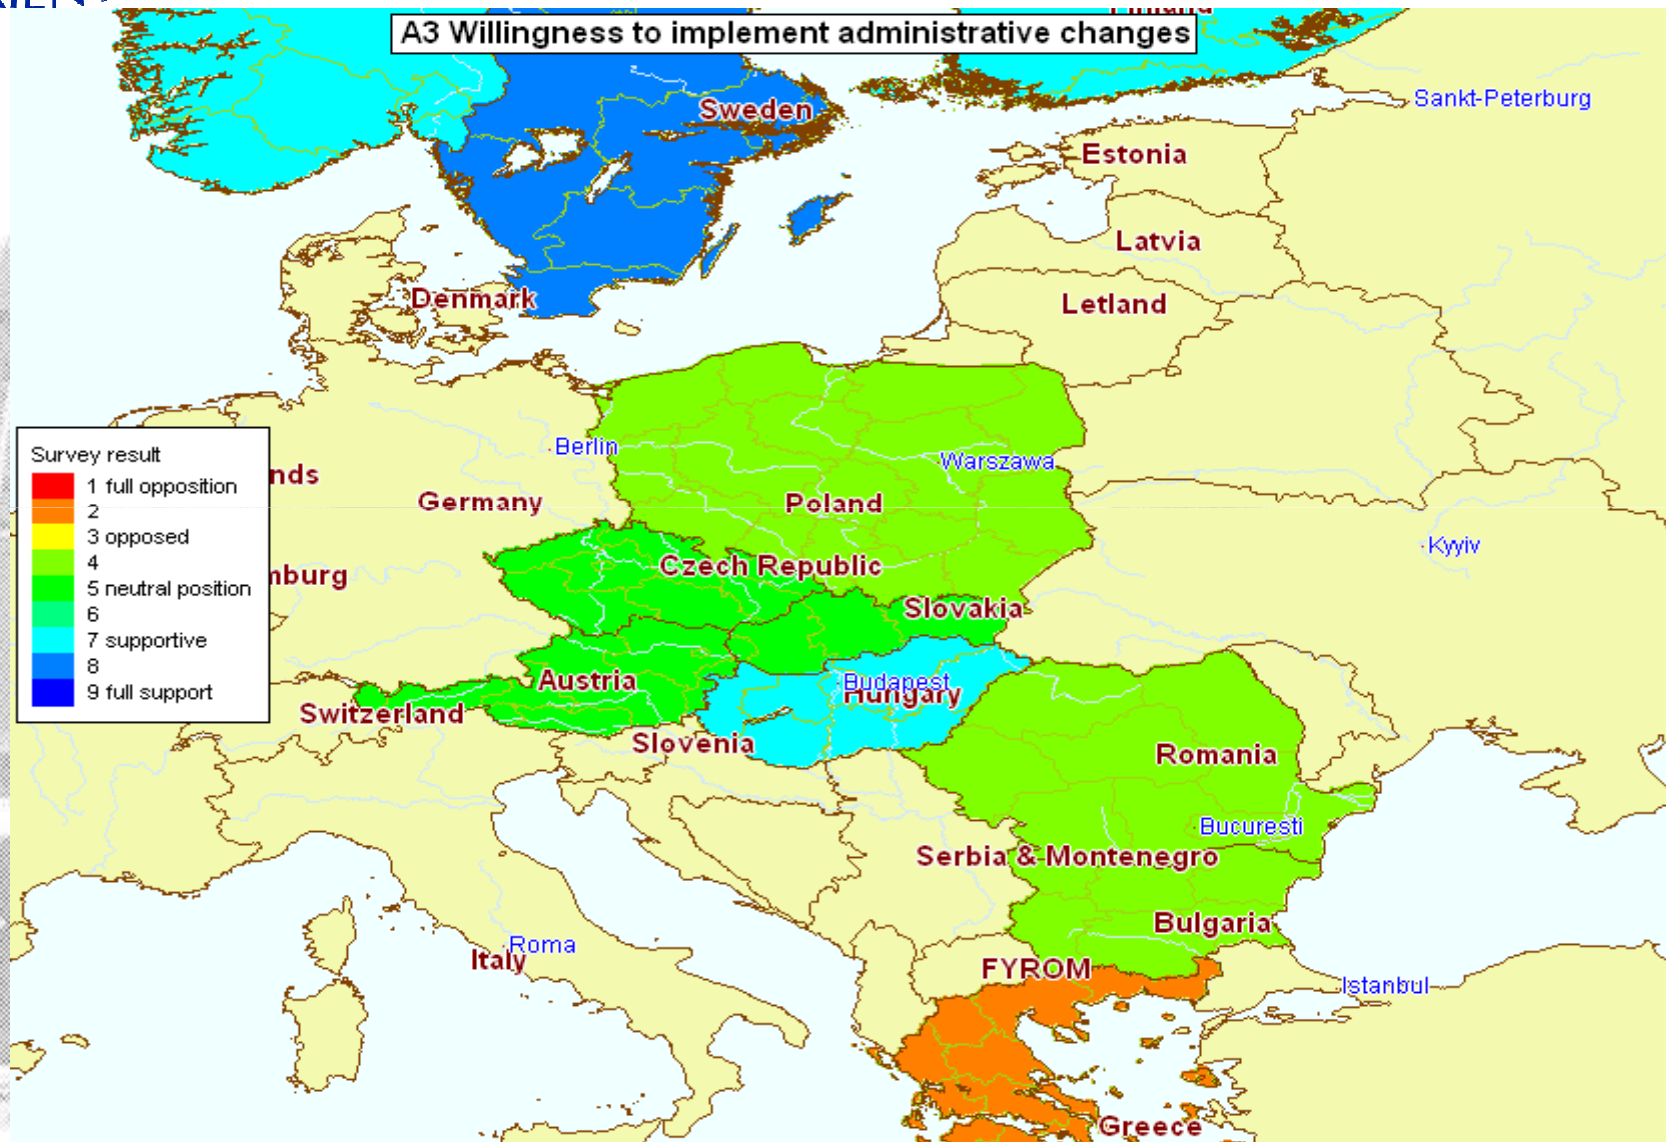 A3 Willingness to implement administrative changes
Sweden
Sankt-Peterburg
Estonia
Latvia
Denmark
Letland
Berlin
Warszawa
Germany
Poland
Kyyiv
Czech Republic
Slovakia
Austria
Budapest
Hungary
Switzerland
Slovenia
Romania
Bucuresti
Serbia & Montenegro
Bulgaria
Roma
Italy
FYROM
Istanbul
Greece
Survey result
1 full opposition
2
3 opposed
4
5 neutral position
6
7 supportive
8
9 full support
nds
mburg
Finland